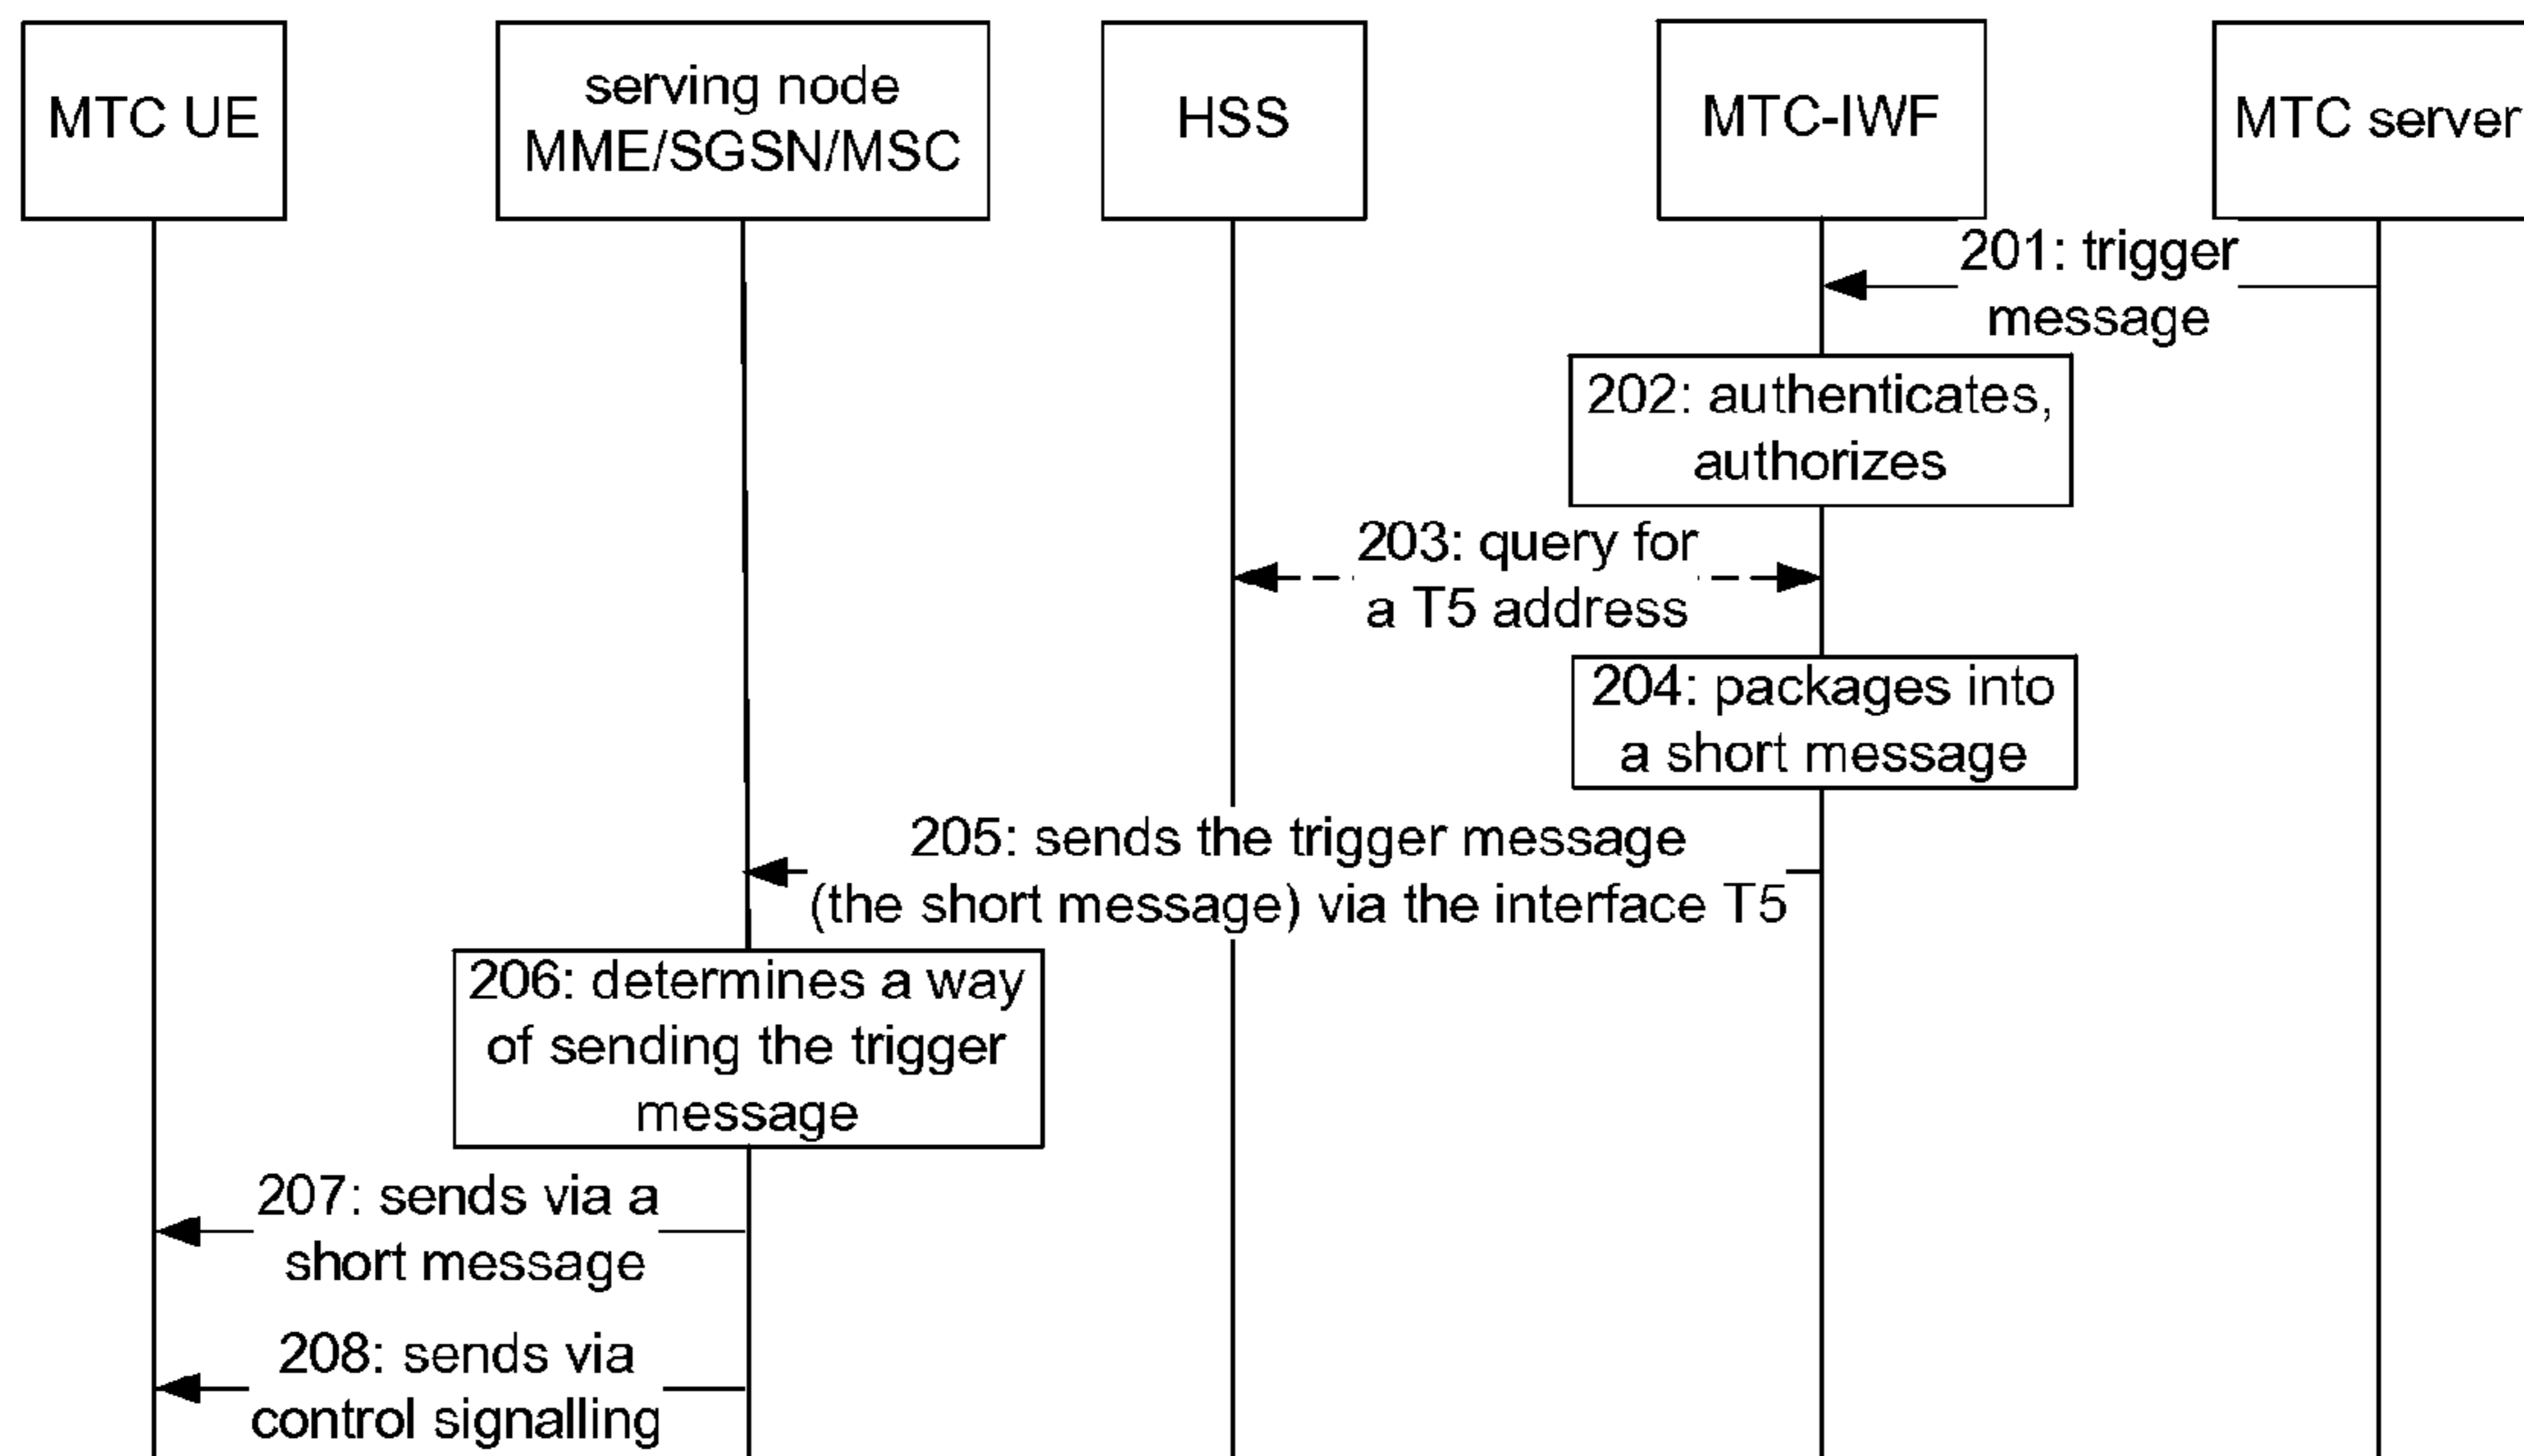 MTC UE
serving node
MME/SGSN/MSC
HSS
MTC-IWF
MTC server
201: trigger
message
202: authenticates,
authorizes
203: query for
a T5 address
204: packages into
a short message
205: sends the trigger message
(the short message) via the interface T5
206: determines a way
of sending the trigger
message
207: sends via a
short message
208: sends via
control signalling